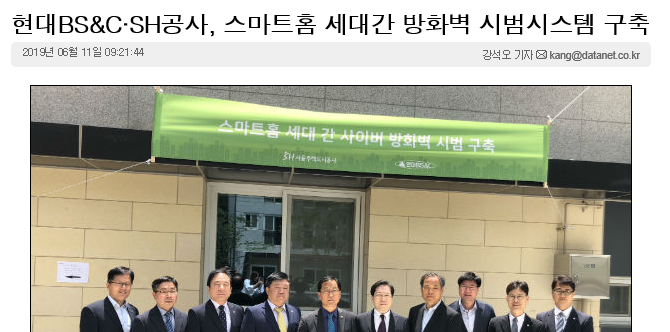 현대BS&C·SH공사, 스마트홈 세대간 방화벽 시범시스템 구축
2019년 06월 11일 09:21:44
강석오 기자 kang@datanet.co.kr
스마트홈 세대 간 사이버 방화벽 시범 구축
서울주택도시공사 현대BS&C